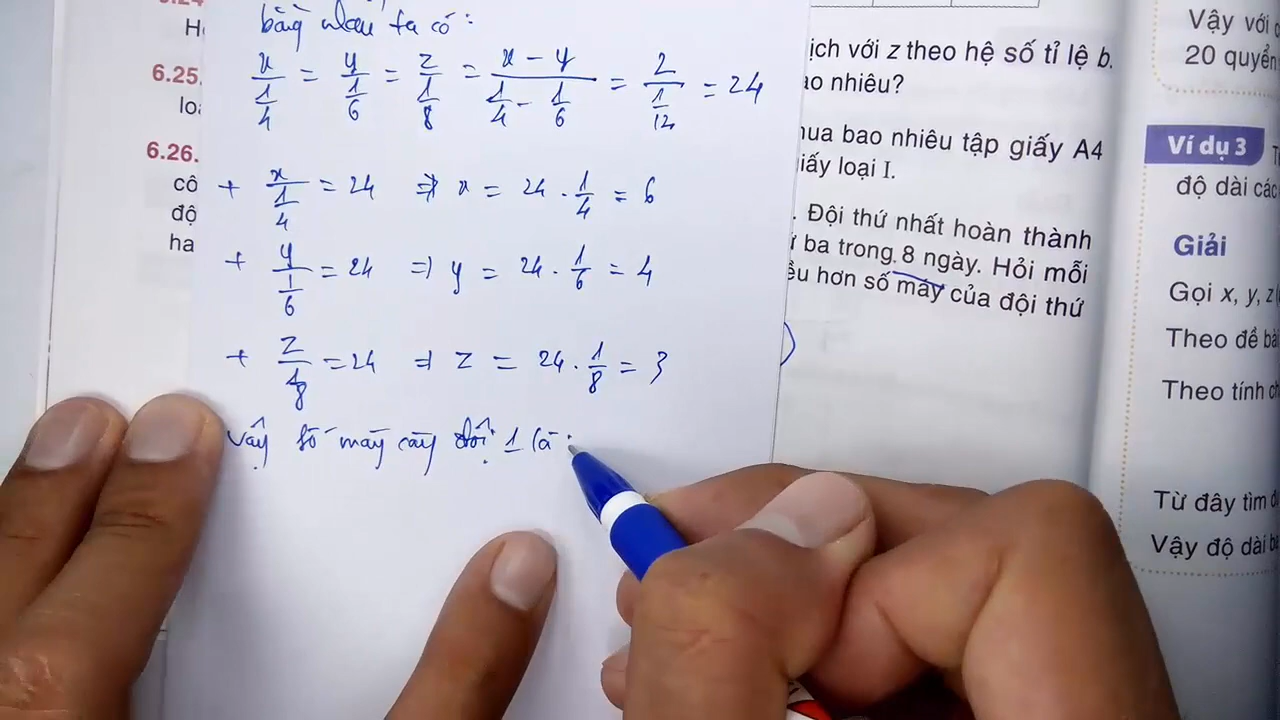 bằng nhau ta có:
x/(1/4) = y/(1/6) = z/(1/8) = (x - y)/(1/4 - 1/6) = 2/(1/12) = 24
+ x/(1/4) = 24 ⇒ x = 24 . 1/4 = 6
+ y/(1/6) = 24 ⇒ y = 24 . 1/6 = 4
+ z/(1/8) = 24 ⇒ z = 24 . 1/8 = 3
Vậy số máy cày đội 1 là :
6.25.
6.26.
cô
độ
ha
ịch với z theo hệ số tỉ lệ b.
ao nhiêu?
ua bao nhiêu tập giấy A4
iấy loại I.
. Đội thứ nhất hoàn thành
ba trong 8 ngày. Hỏi mỗi
ều hơn số máy của đội thứ
Vậy với
20 quyển
Ví dụ 3
độ dài các
Giải
Gọi x, y, z
Theo đề bà
Theo tính ch
Từ đây tìm
Vậy độ dài